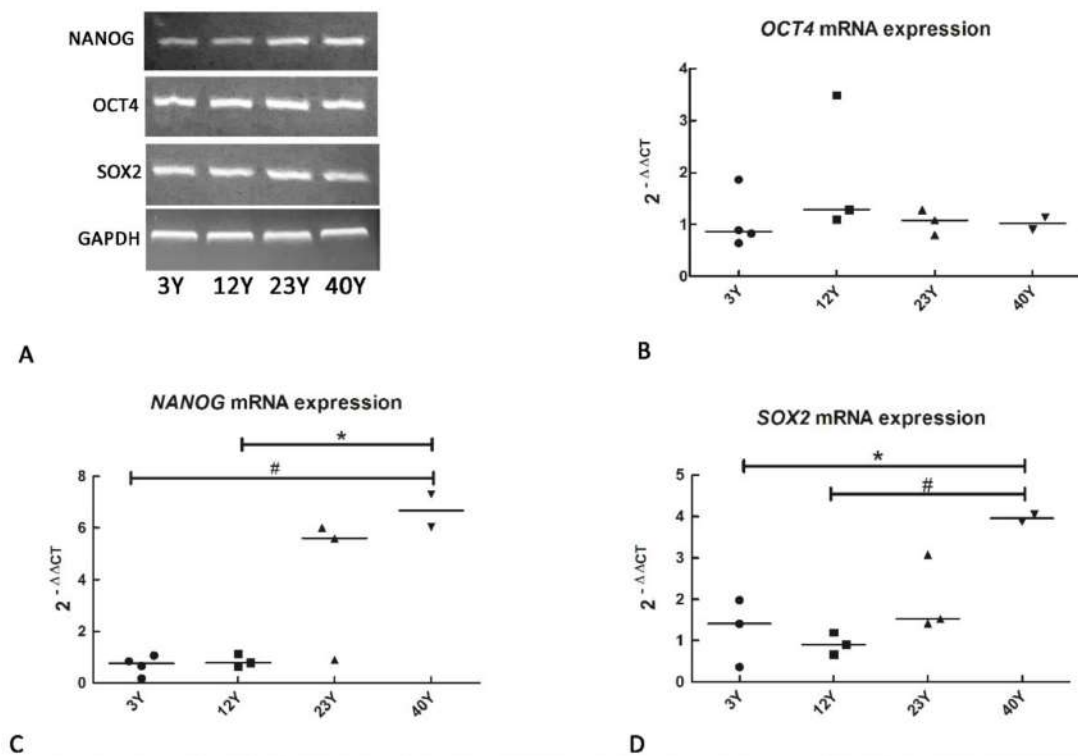 NANOG
OCT4
SOX2
GAPDH
3Y 12Y 23Y 40Y
A
OCT4 mRNA expression
2 - ΔΔCT
4
3
2
1
0
3Y
12Y
23Y
40Y
B
NANOG mRNA expression
*
#
2 - ΔΔCT
8
6
4
2
0
3Y
12Y
23Y
40Y
C
SOX2 mRNA expression
*
#
2 - ΔΔCT
5
4
3
2
1
0
3Y
12Y
23Y
40Y
D